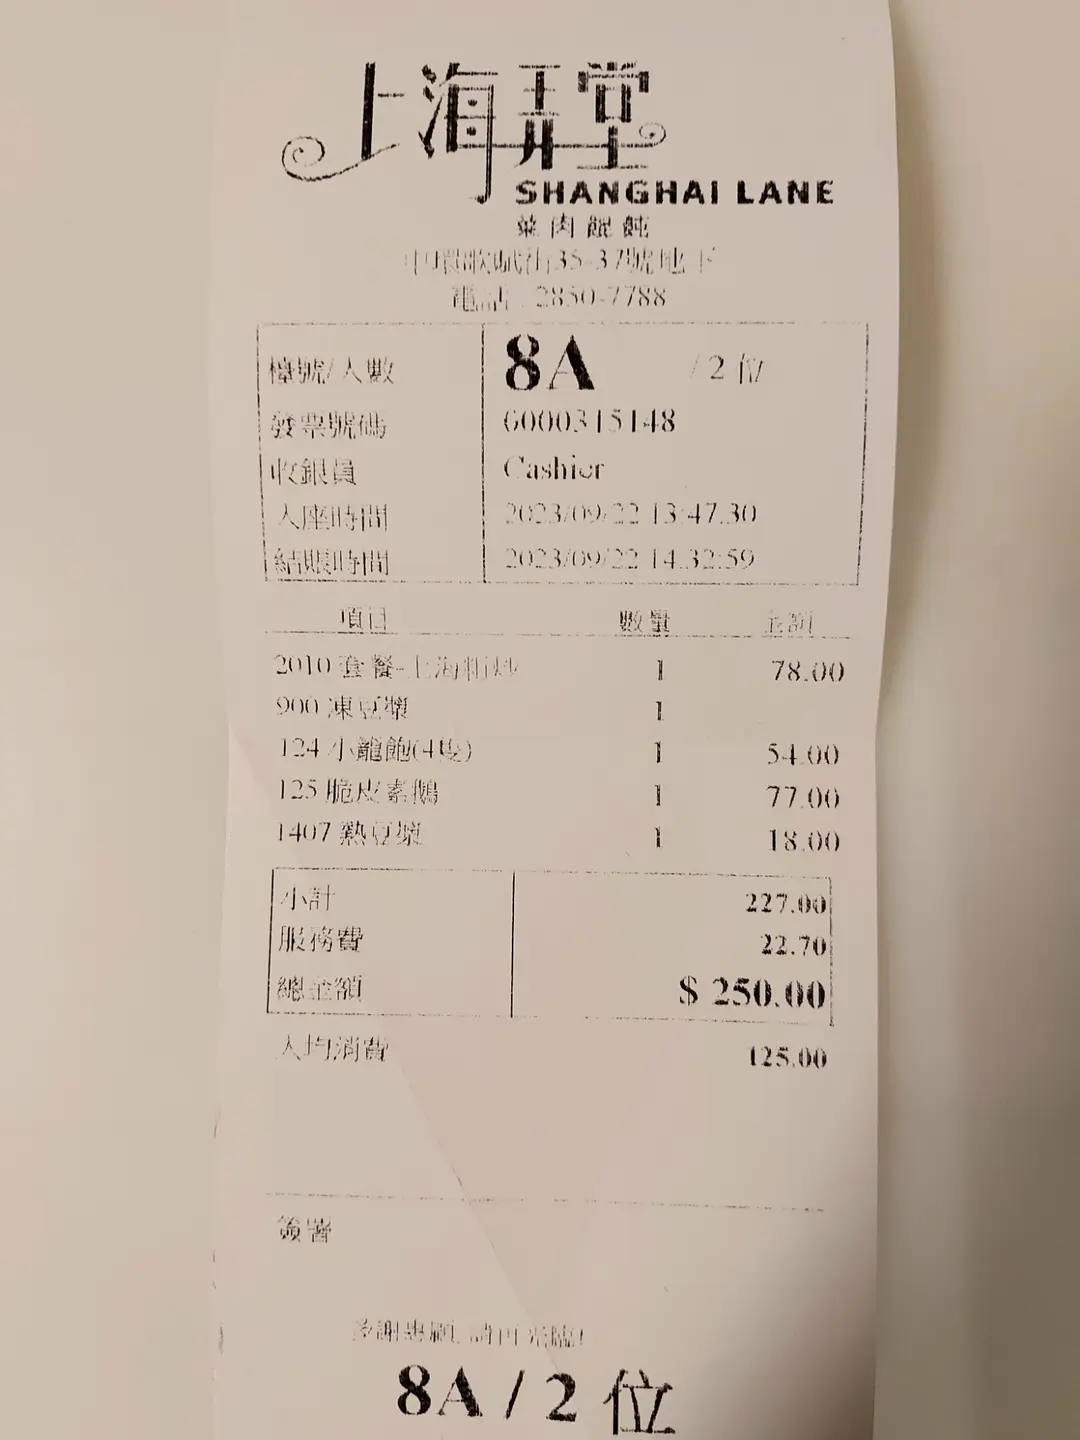 上海弄堂
SHANGHAI LANE
菜肉餛飩
中環歌賦街35-37號地下
電話 : 2850-7788
檯號/人數 8A / 2 位
發票號碼 6000315148
收銀員 Cashier
入座時間 2023/09/22 13:47:30
結賬時間 2023/09/22 14:32:59
項目 數量 金額
2010 套餐-上海粗炒 1 78.00
900 凍豆漿 1
124 小籠飽(4隻) 1 54.00
125 脆皮素鵝 1 77.00
1407 熱豆漿 1 18.00
小計 227.00
服務費 22.70
總金額 $ 250.00
人均消費 125.00
簽署
多謝惠顧, 請再光臨!
8A / 2 位